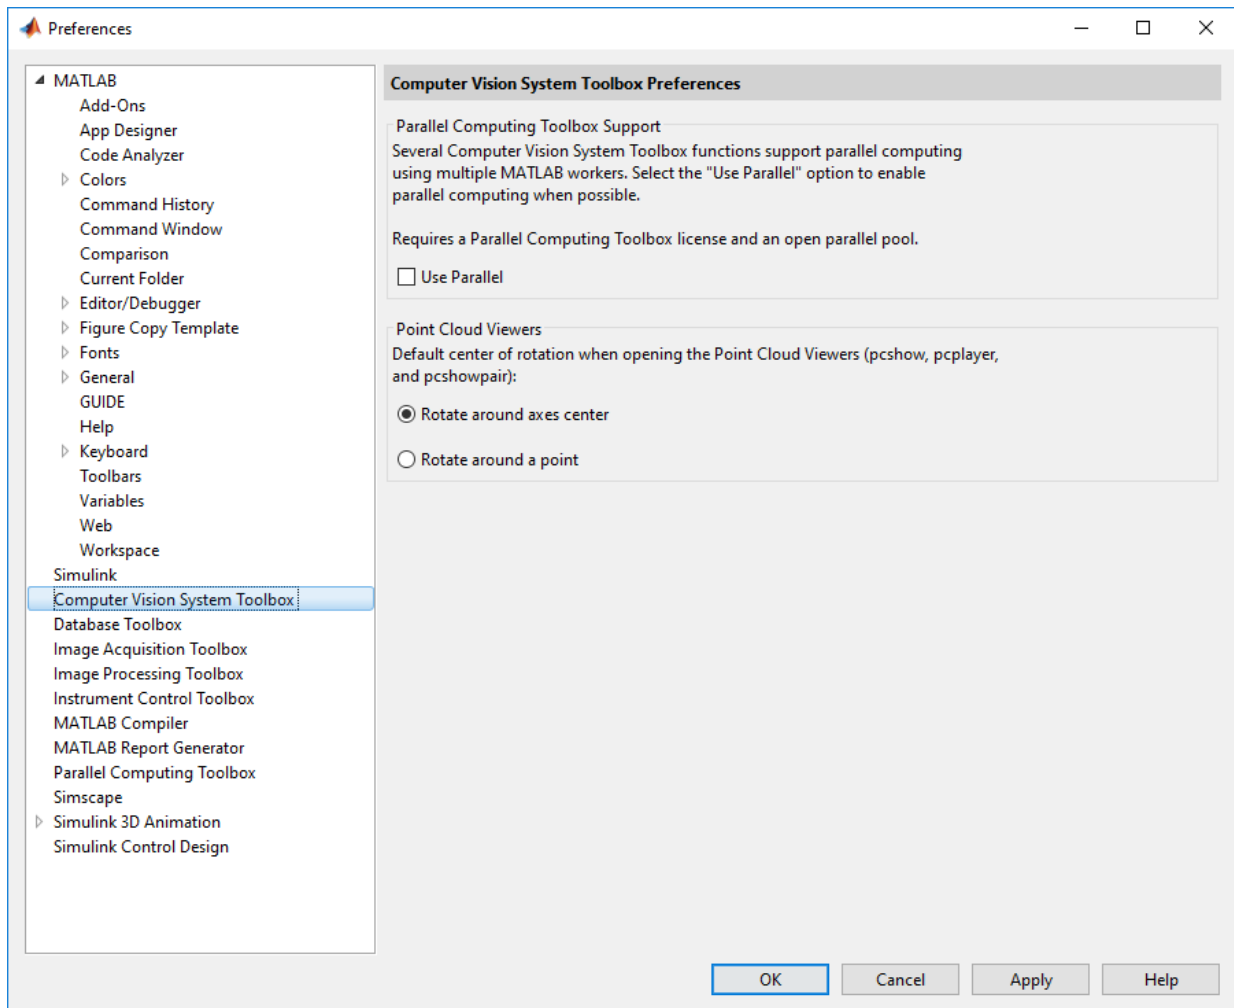 Preferences
MATLAB
Add-Ons
App Designer
Code Analyzer
Colors
Command History
Command Window
Comparison
Current Folder
Editor/Debugger
Figure Copy Template
Fonts
General
GUIDE
Help
Keyboard
Toolbars
Variables
Web
Workspace
Simulink
Computer Vision System Toolbox
Database Toolbox
Image Acquisition Toolbox
Image Processing Toolbox
Instrument Control Toolbox
MATLAB Compiler
MATLAB Report Generator
Parallel Computing Toolbox
Simscape
Simulink 3D Animation
Simulink Control Design
Computer Vision System Toolbox Preferences
Parallel Computing Toolbox Support
Several Computer Vision System Toolbox functions support parallel computing
using multiple MATLAB workers. Select the "Use Parallel" option to enable
parallel computing when possible.
Requires a Parallel Computing Toolbox license and an open parallel pool.
Use Parallel
Point Cloud Viewers
Default center of rotation when opening the Point Cloud Viewers (pcshow, pcplayer,
and pcshowpair):
Rotate around axes center
Rotate around a point
OK
Cancel
Apply
Help